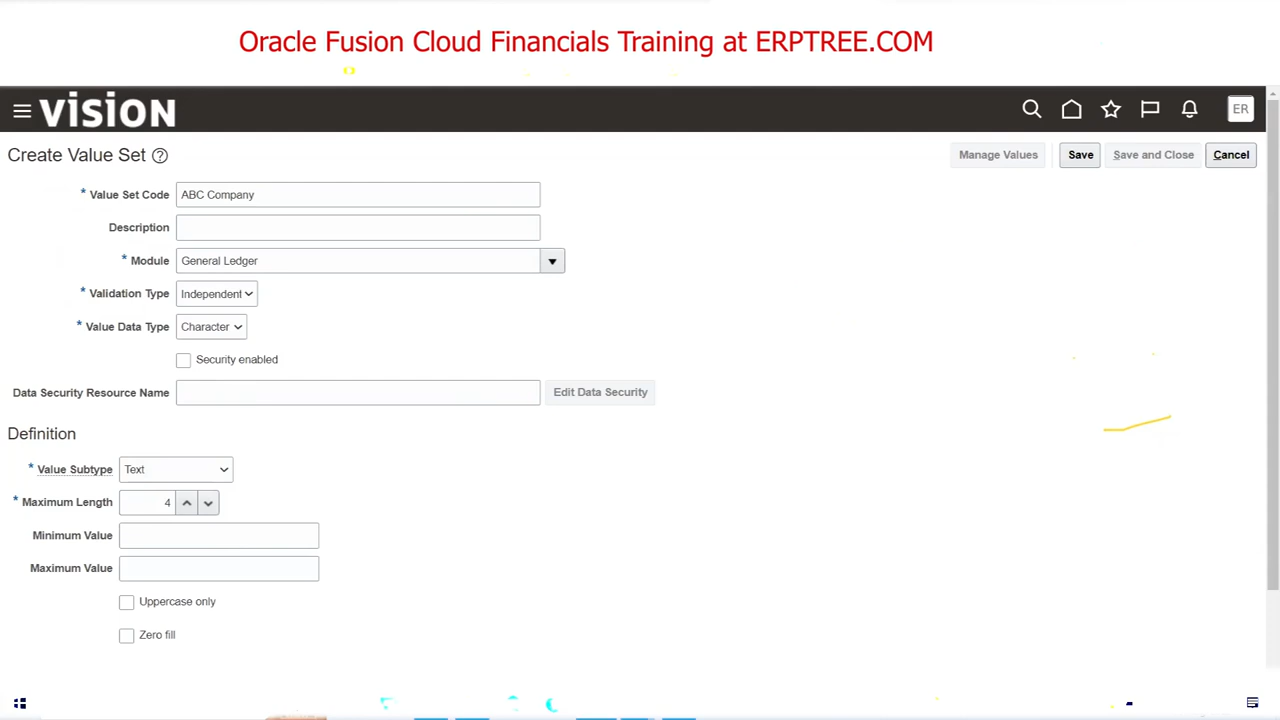 Oracle Fusion Cloud Financials Training at ERPTREE.COM
VISION ER
Create Value Set ? Manage Values Save Save and Close Cancel
* Value Set Code ABC Company
Description
* Module General Ledger
* Validation Type Independent
* Value Data Type Character
Security enabled
Data Security Resource Name Edit Data Security
Definition
* Value Subtype Text
* Maximum Length 4
Minimum Value
Maximum Value
Uppercase only
Zero fill